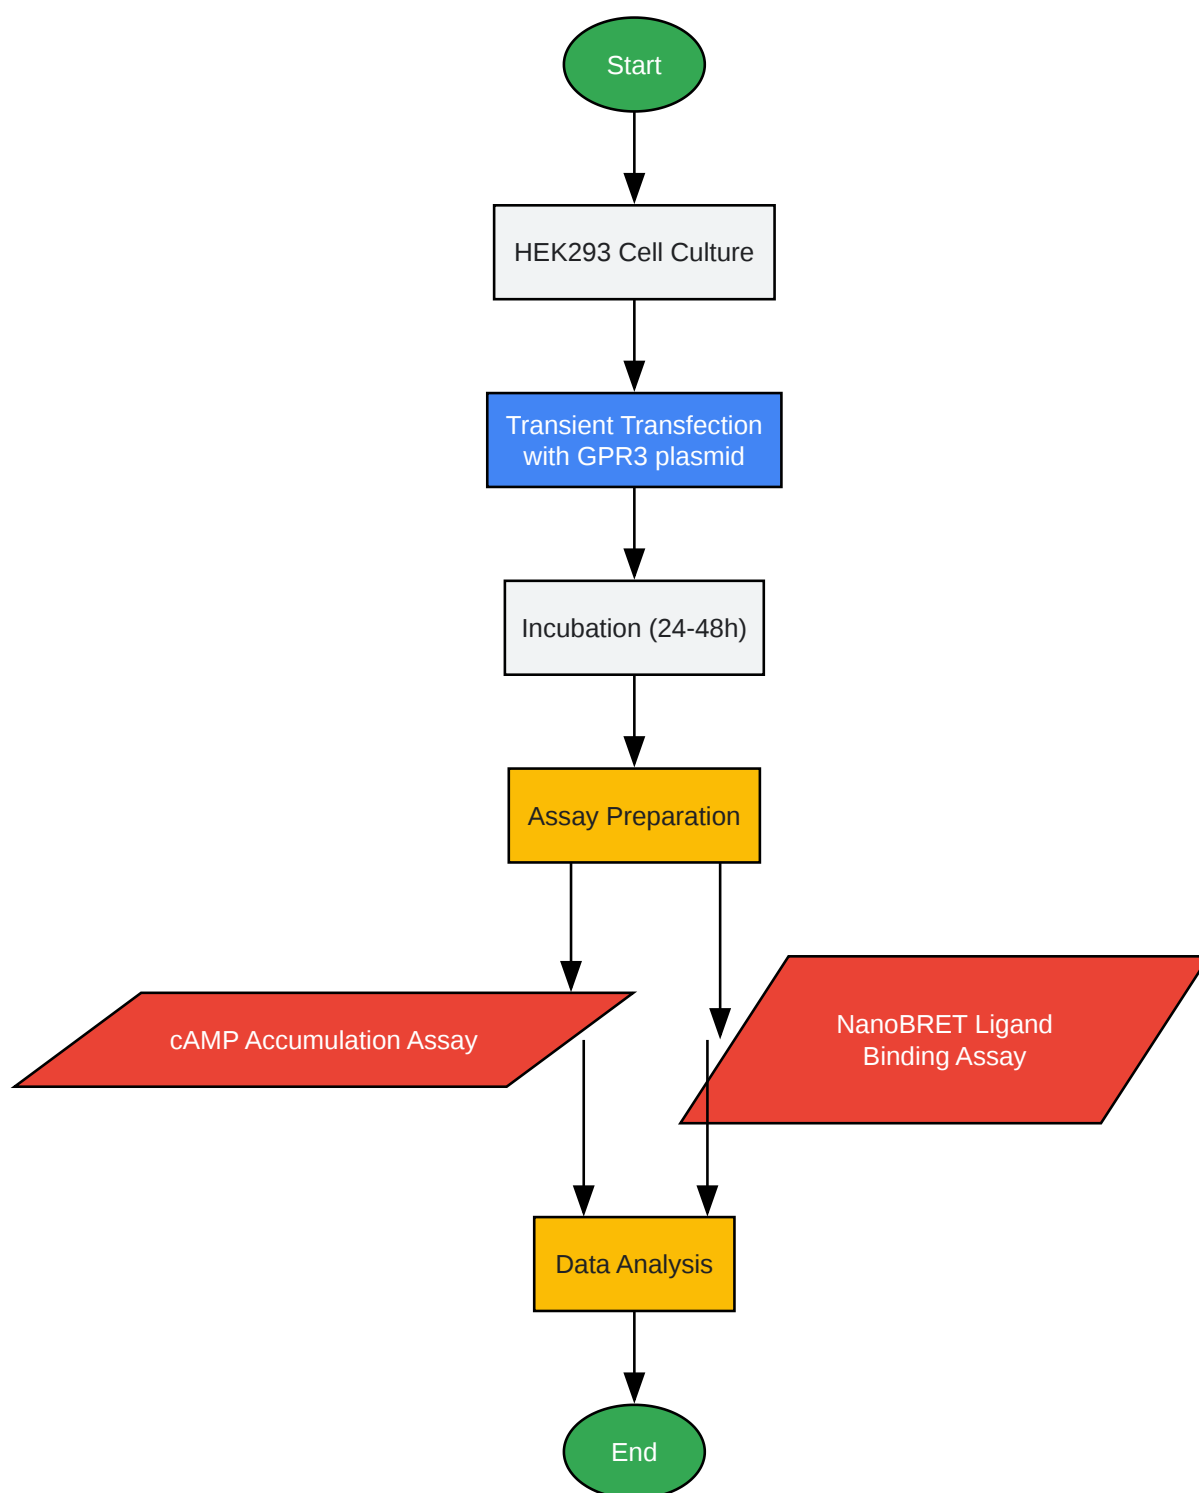 Start
HEK293 Cell Culture
Transient Transfection
with GPR3 plasmid
Incubation (24-48h)
Assay Preparation
cAMP Accumulation Assay
NanoBRET Ligand
Binding Assay
Data Analysis
End